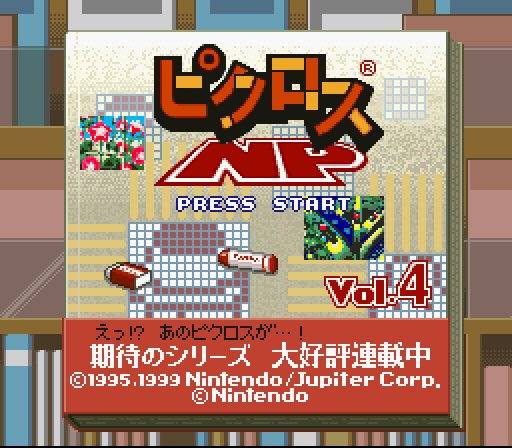 ピクロス®
NP
PRESS START
Vol.4
えっ!? あのピクロスが…!
期待のシリーズ 大好評連載中
©1995,1999 Nintendo/Jupiter Corp.
©Nintendo